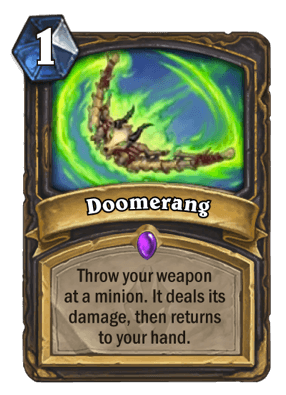 1
Doomerang
Throw your weapon
at a minion. It deals its
damage, then returns
to your hand.